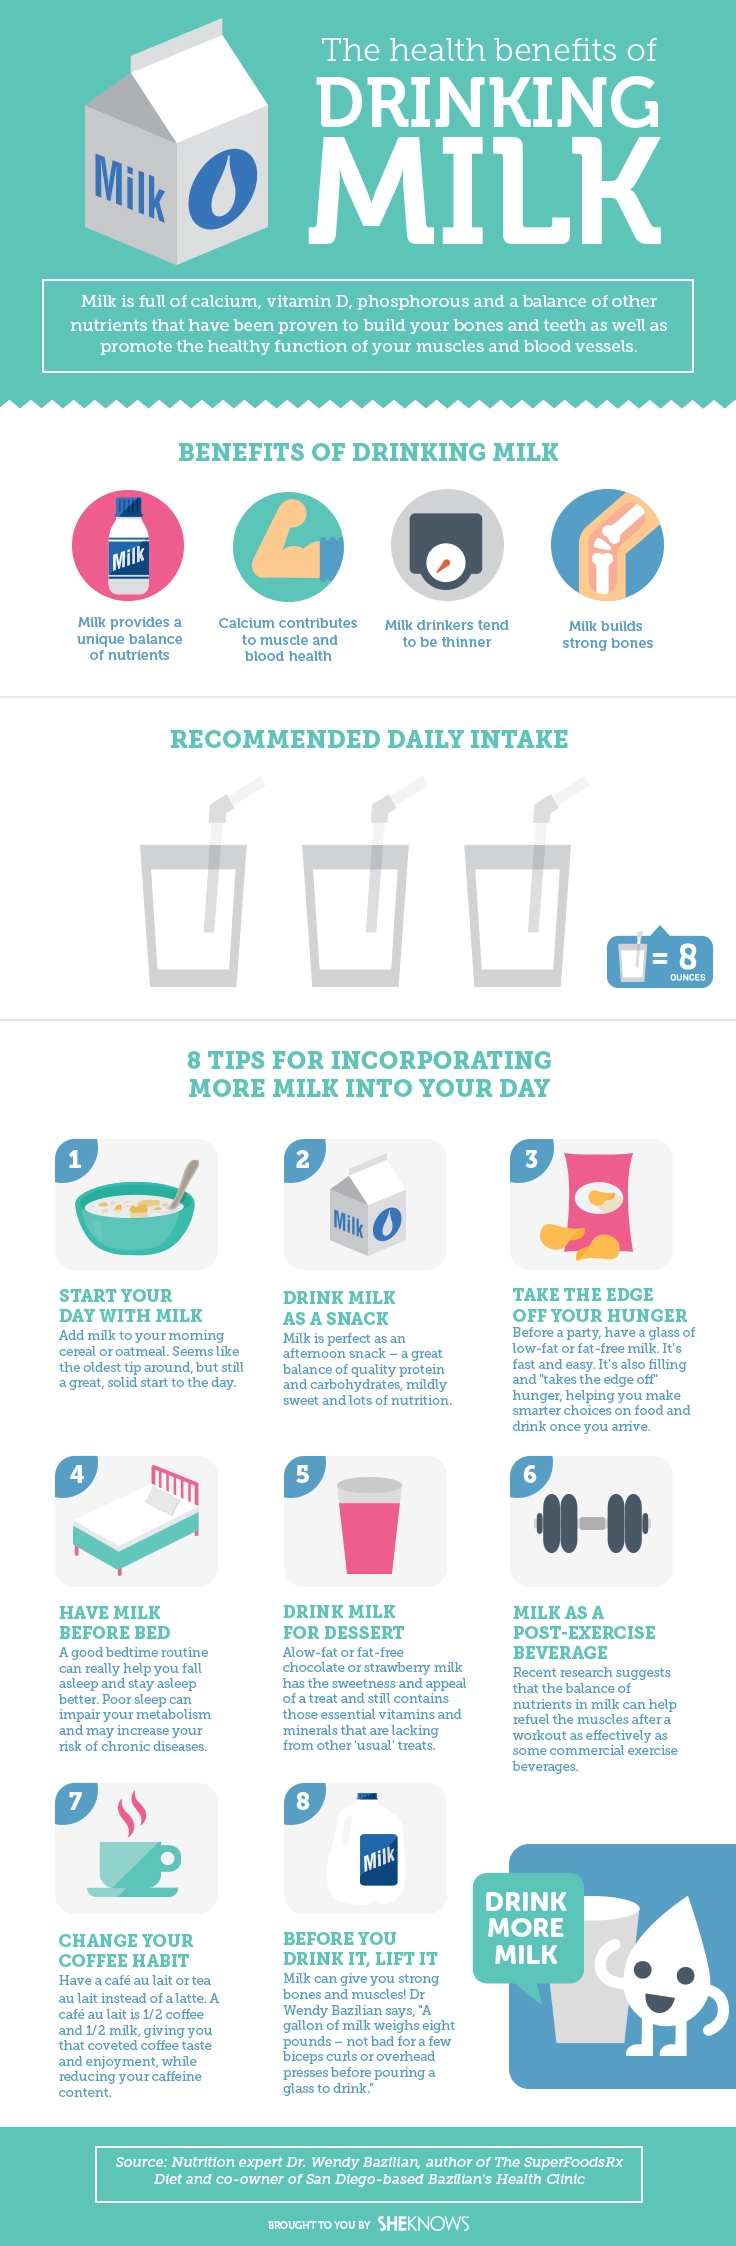 The health benefits of
DRINKING
MILK
Milk
Milk is full of calcium, vitamin D, phosphorous and a balance of other
nutrients that have been proven to build your bones and teeth as well as
promote the healthy function of your muscles and blood vessels.
BENEFITS OF DRINKING MILK
Milk
Milk provides a
unique balance
of nutrients
Calcium contributes
to muscle and
blood health
Milk drinkers tend
to be thinner
Milk builds
strong bones
RECOMMENDED DAILY INTAKE
= 8
OUNCES
8 TIPS FOR INCORPORATING
MORE MILK INTO YOUR DAY
1
START YOUR
DAY WITH MILK
Add milk to your morning
cereal or oatmeal. Seems like
the oldest tip around, but still
a great, solid start to the day.
2
Milk
DRINK MILK
AS A SNACK
Milk is perfect as an
afternoon snack – a great
balance of quality protein
and carbohydrates, mildly
sweet and lots of nutrition.
3
TAKE THE EDGE
OFF YOUR HUNGER
Before a party, have a glass of
low-fat or fat-free milk. It's
fast and easy. It's also filling
and "takes the edge off"
hunger, helping you make
smarter choices on food and
drink once you arrive.
4
HAVE MILK
BEFORE BED
A good bedtime routine
can really help you fall
asleep and stay asleep
better. Poor sleep can
impair your metabolism
and may increase your
risk of chronic diseases.
5
DRINK MILK
FOR DESSERT
Alow-fat or fat-free
chocolate or strawberry milk
has the sweetness and appeal
of a treat and still contains
those essential vitamins and
minerals that are lacking
from other 'usual' treats.
6
MILK AS A
POST-EXERCISE
BEVERAGE
Recent research suggests
that the balance of
nutrients in milk can help
refuel the muscles after a
workout as effectively as
some commercial exercise
beverages.
7
CHANGE YOUR
COFFEE HABIT
Have a café au lait or tea
au lait instead of a latte. A
café au lait is 1/2 coffee
and 1/2 milk, giving you
that coveted coffee taste
and enjoyment, while
reducing your caffeine
content.
8
Milk
BEFORE YOU
DRINK IT, LIFT IT
Milk can give you strong
bones and muscles! Dr
Wendy Bazilian says, "A
gallon of milk weighs eight
pounds – not bad for a few
biceps curls or overhead
presses before pouring a
glass to drink."
DRINK
MORE
MILK
Source: Nutrition expert Dr. Wendy Bazilian, author of The SuperFoodsRx
Diet and co-owner of San Diego-based Bazilian's Health Clinic
BROUGHT TO YOU BY SHEKNOWS